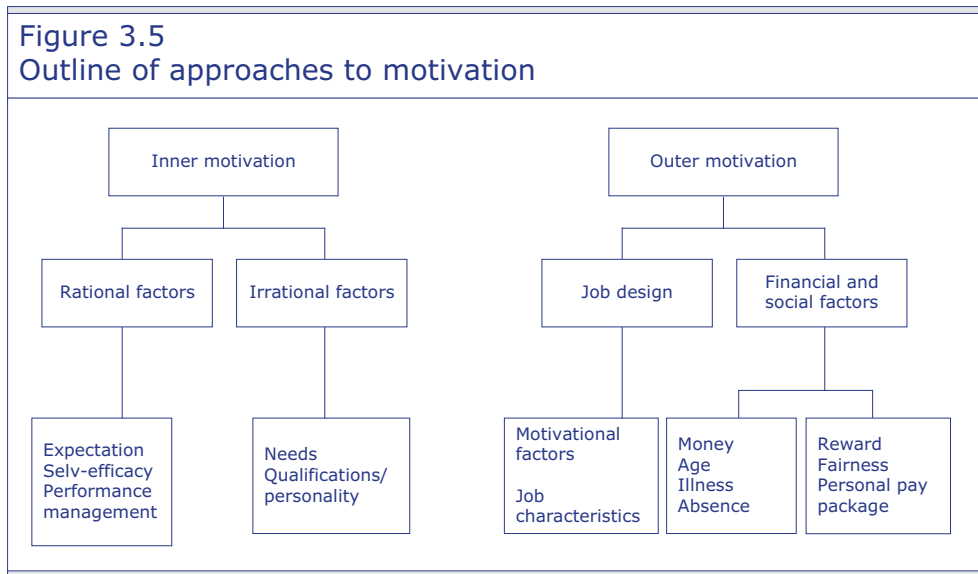 Figure 3.5
Outline of approaches to motivation
Inner motivation
Outer motivation
Rational factors
Irrational factors
Job design
Financial and
social factors
Expectation
Selv-efficacy
Performance
management
Needs
Qualifications/
personality
Motivational
factors
Job
characteristics
Money
Age
Illness
Absence
Reward
Fairness
Personal pay
package